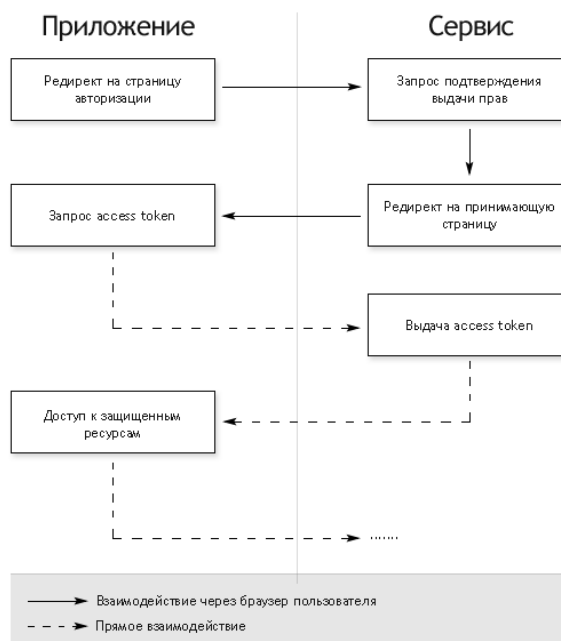 Приложение
Сервис
Редирект на страницу
авторизации
Запрос подтверждения
выдачи прав
Запрос access token
Редирект на принимающую
страницу
Выдача access token
Доступ к защищенным
ресурсам
......
Взаимодействие через браузер пользователя
Прямое взаимодействие